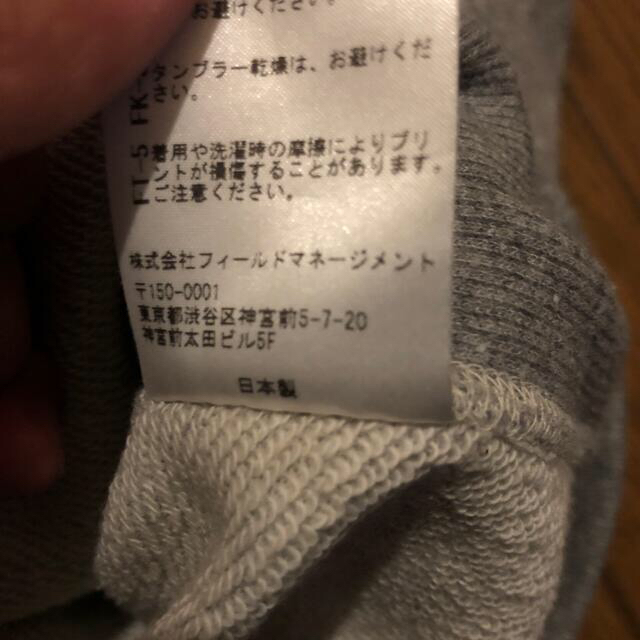 お避けください。
タンブラー乾燥は、お避けくだ
さい。
着用や洗濯時の摩擦によりプリ
ントが損傷することがあります。
ご注意ください。
株式会社フィールドマネージメント
〒150-0001
東京都渋谷区神宮前5-7-20
神宮前太田ビル5F
日本製